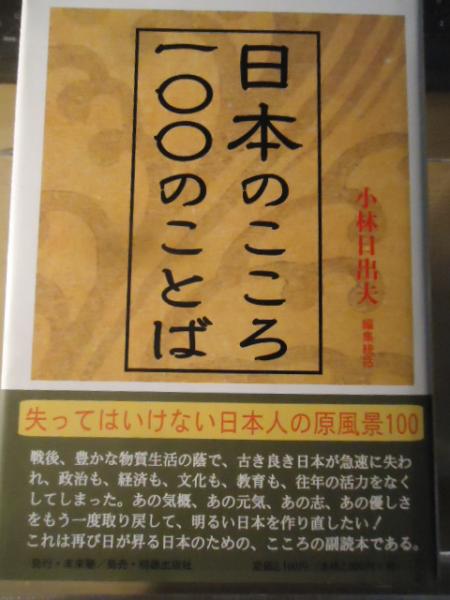 日本のこころ
一〇〇のことば
小林日出夫
編集統括
失ってはいけない日本人の原風景100
戦後、豊かな物質生活の蔭で、古き良き日本が急速に失わ
れ、政治も、経済も、文化も、教育も、往年の活力をなく
してしまった。あの気概、あの元気、あの志、あの優しさ
をもう一度取り戻して、明るい日本を作り直したい!
これは再び日が昇る日本のための、こころの副読本である。